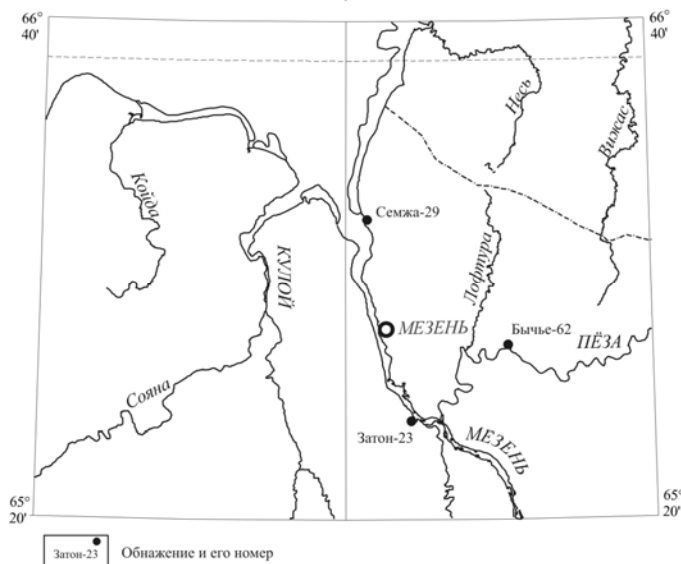 66°
40'
66°
40'
Несь
Вижас
Койда
Семжа-29
КУЛОЙ
Лофтура
МЕЗЕНЬ
Бычье-62
ПЁЗА
Сояна
Затон-23
МЕЗЕНЬ
65°
20'
65°
20'
Затон-23 Обнажение и его номер